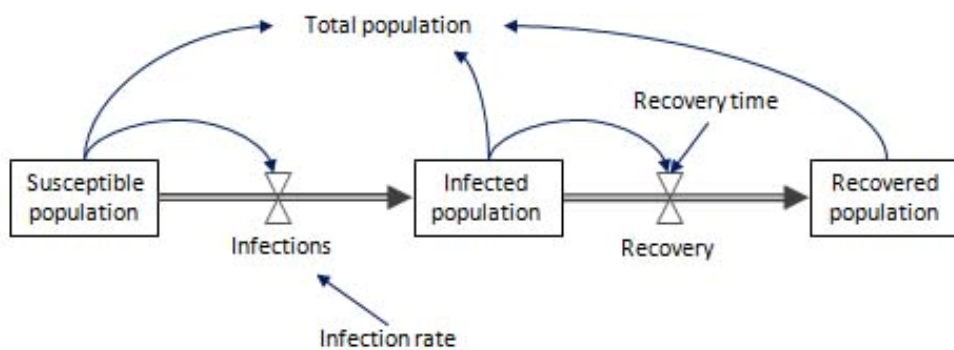 Total population
Recovery time
Susceptible
population
Infected
population
Recovered
population
Infections
Recovery
Infection rate